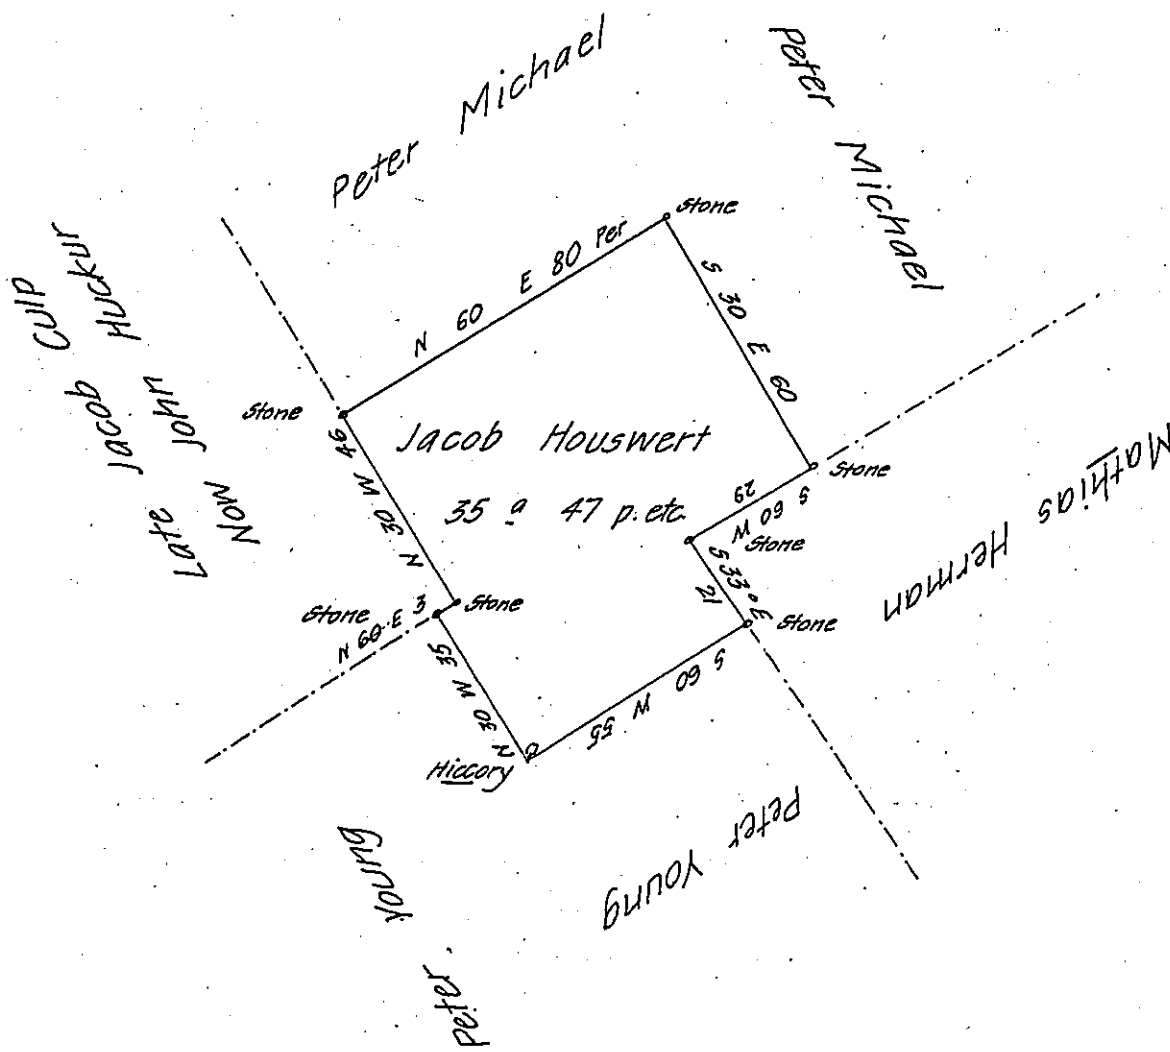 Peter Michael
Peter Michael
Late Jacob Culp
Now John Huckur
Stone
N 60 E 80 Per
S 30 E 60
Stone
N 30 W 46
Jacob Houswert
35 a 47 p. etc.
Stone
S 60 W
29
Stone
S 33° E
21
Mathias Herman
Stone
N 60 E 3
Stone
Stone
N 30 W 35
S 60 W 55
Hiccory
Peter Young
Peter Young